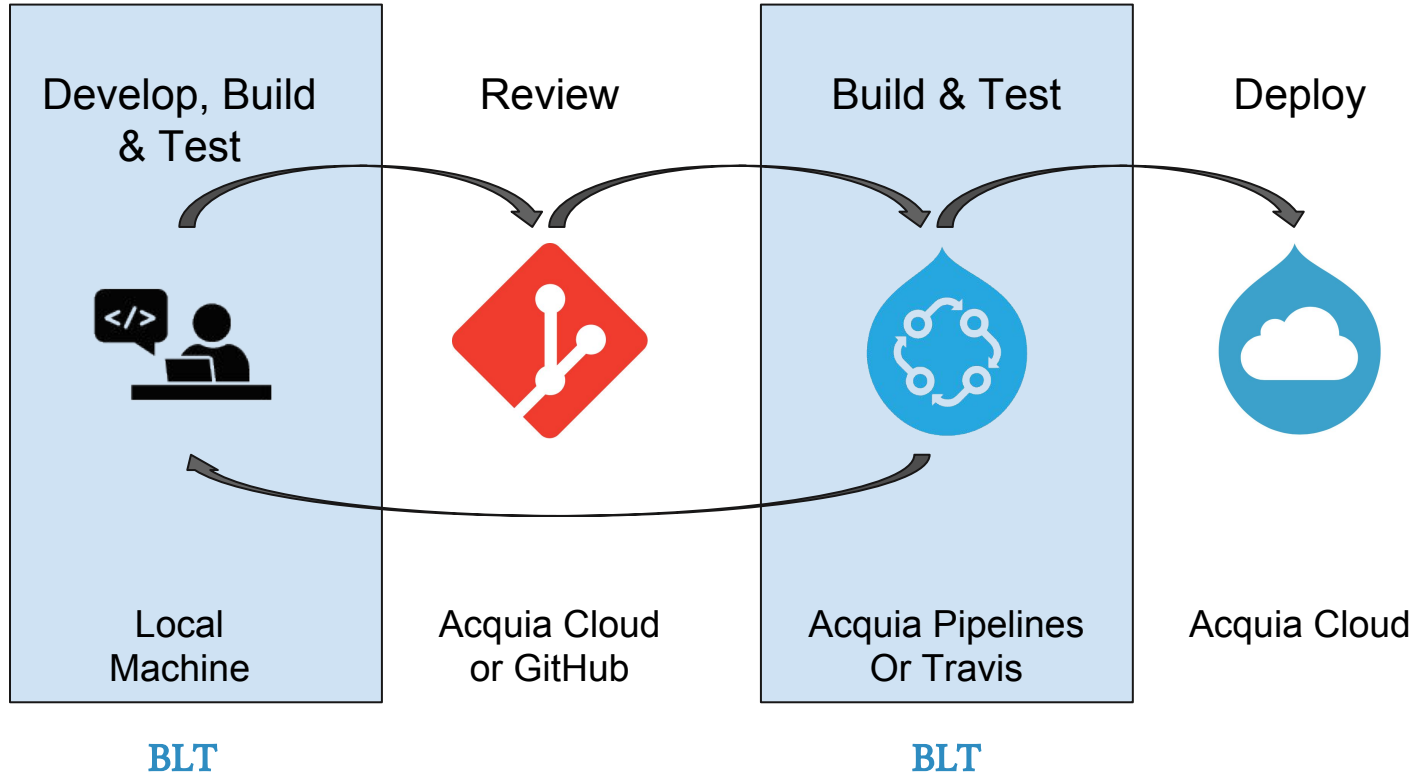 Develop, Build
& Test
Review
Build & Test
Deploy
</>
Local
Machine
Acquia Cloud
or GitHub
Acquia Pipelines
Or Travis
Acquia Cloud
BLT
BLT